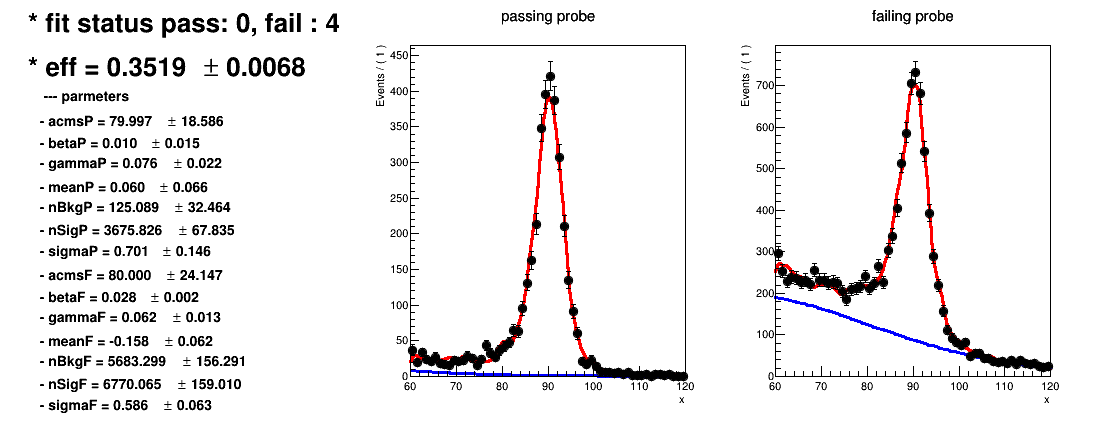 * fit status pass: 0, fail : 4
* eff = 0.3519 ± 0.0068
--- parmeters
- acmsP = 79.997 ± 18.586
- betaP = 0.010 ± 0.015
- gammaP = 0.076 ± 0.022
- meanP = 0.060 ± 0.066
- nBkgP = 125.089 ± 32.464
- nSigP = 3675.826 ± 67.835
- sigmaP = 0.701 ± 0.146
- acmsF = 80.000 ± 24.147
- betaF = 0.028 ± 0.002
- gammaF = 0.062 ± 0.013
- meanF = -0.158 ± 0.062
- nBkgF = 5683.299 ± 156.291
- nSigF = 6770.065 ± 159.010
- sigmaF = 0.586 ± 0.063
passing probe
Events / ( 1 )
450
400
350
300
250
200
150
100
50
0
60 70 80 90 100 110 120
x
failing probe
Events / ( 1 )
700
600
500
400
300
200
100
0
60 70 80 90 100 110 120
x